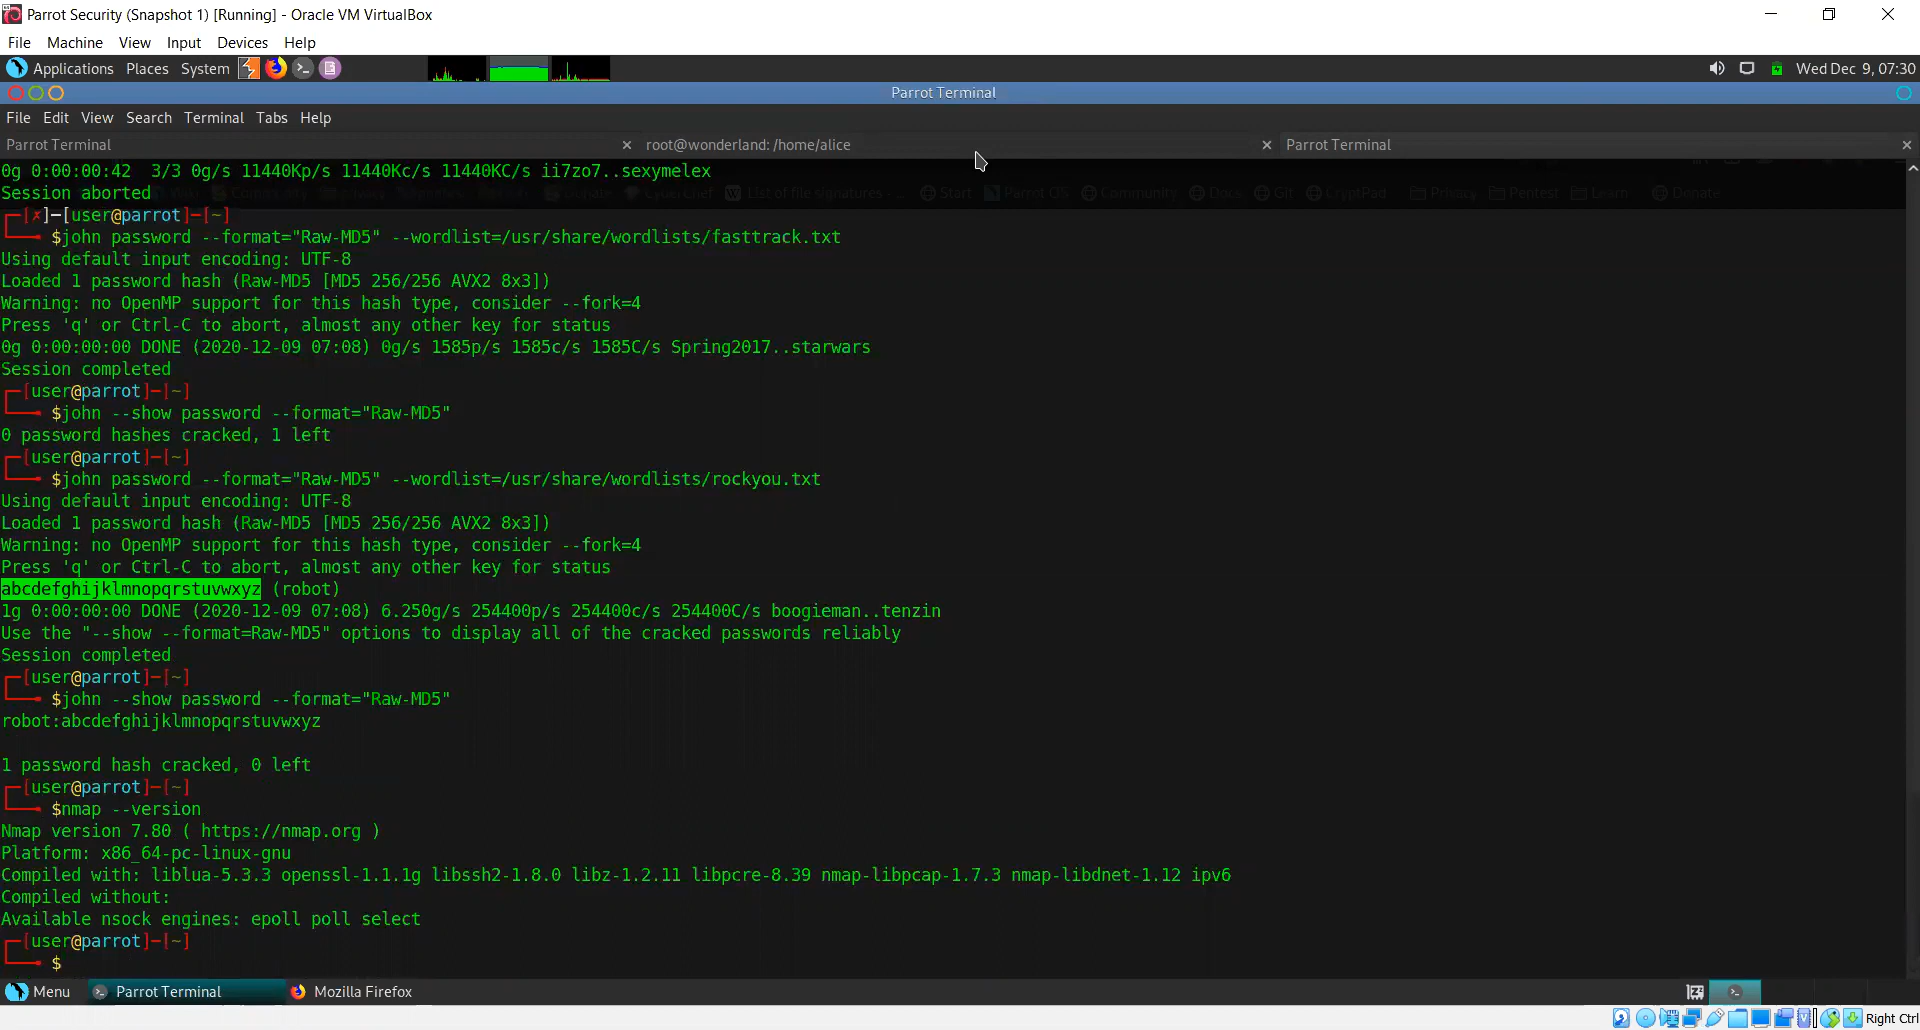 Parrot Security (Snapshot 1) [Running] - Oracle VM VirtualBox
File Machine View Input Devices Help
Applications Places System Wed Dec 9, 07:30
Parrot Terminal
File Edit View Search Terminal Tabs Help
Parrot Terminal × root@wonderland: /home/alice × Parrot Terminal ×
0g 0:00:00:42 3/3 0g/s 11440Kp/s 11440Kc/s 11440KC/s ii7zo7..sexymelex
Session aborted
CyberChef List of file signatures Start Parrot OS Community Docs Git CryptPad Privacy Pentest Learn Donate
┌─[✗]─[user@parrot]─[~]
└──╼ $john password --format="Raw-MD5" --wordlist=/usr/share/wordlists/fasttrack.txt
Using default input encoding: UTF-8
Loaded 1 password hash (Raw-MD5 [MD5 256/256 AVX2 8x3])
Warning: no OpenMP support for this hash type, consider --fork=4
Press 'q' or Ctrl-C to abort, almost any other key for status
0g 0:00:00:00 DONE (2020-12-09 07:08) 0g/s 1585p/s 1585c/s 1585C/s Spring2017..starwars
Session completed
┌─[user@parrot]─[~]
└──╼ $john --show password --format="Raw-MD5"
0 password hashes cracked, 1 left
┌─[user@parrot]─[~]
└──╼ $john password --format="Raw-MD5" --wordlist=/usr/share/wordlists/rockyou.txt
Using default input encoding: UTF-8
Loaded 1 password hash (Raw-MD5 [MD5 256/256 AVX2 8x3])
Warning: no OpenMP support for this hash type, consider --fork=4
Press 'q' or Ctrl-C to abort, almost any other key for status
abcdefghijklmnopqrstuvwxyz (robot)
1g 0:00:00:00 DONE (2020-12-09 07:08) 6.250g/s 254400p/s 254400c/s 254400C/s boogieman..tenzin
Use the "--show --format=Raw-MD5" options to display all of the cracked passwords reliably
Session completed
┌─[user@parrot]─[~]
└──╼ $john --show password --format="Raw-MD5"
robot:abcdefghijklmnopqrstuvwxyz
1 password hash cracked, 0 left
┌─[user@parrot]─[~]
└──╼ $nmap --version
Nmap version 7.80 ( https://nmap.org )
Platform: x86_64-pc-linux-gnu
Compiled with: liblua-5.3.3 openssl-1.1.1g libssh2-1.8.0 libz-1.2.11 libpcre-8.39 nmap-libpcap-1.7.3 nmap-libdnet-1.12 ipv6
Compiled without:
Available nsock engines: epoll poll select
┌─[user@parrot]─[~]
└──╼ $
Menu Parrot Terminal Mozilla Firefox
Right Ctrl